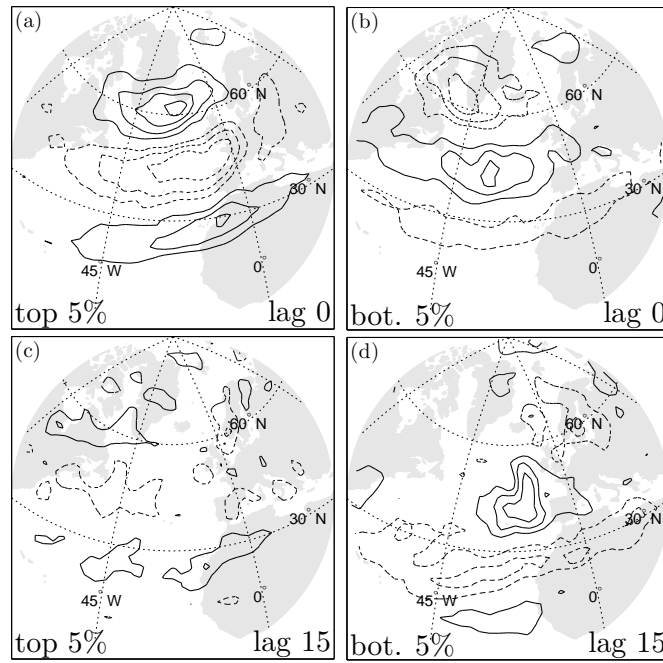 (a)
60° N
30° N
45° W
0°
top 5%
lag 0
(b)
60° N
30° N
45° W
0°
bot. 5%
lag 0
(c)
60° N
30° N
45° W
0°
top 5%
lag 15
(d)
60° N
30° N
45° W
0°
bot. 5%
lag 15